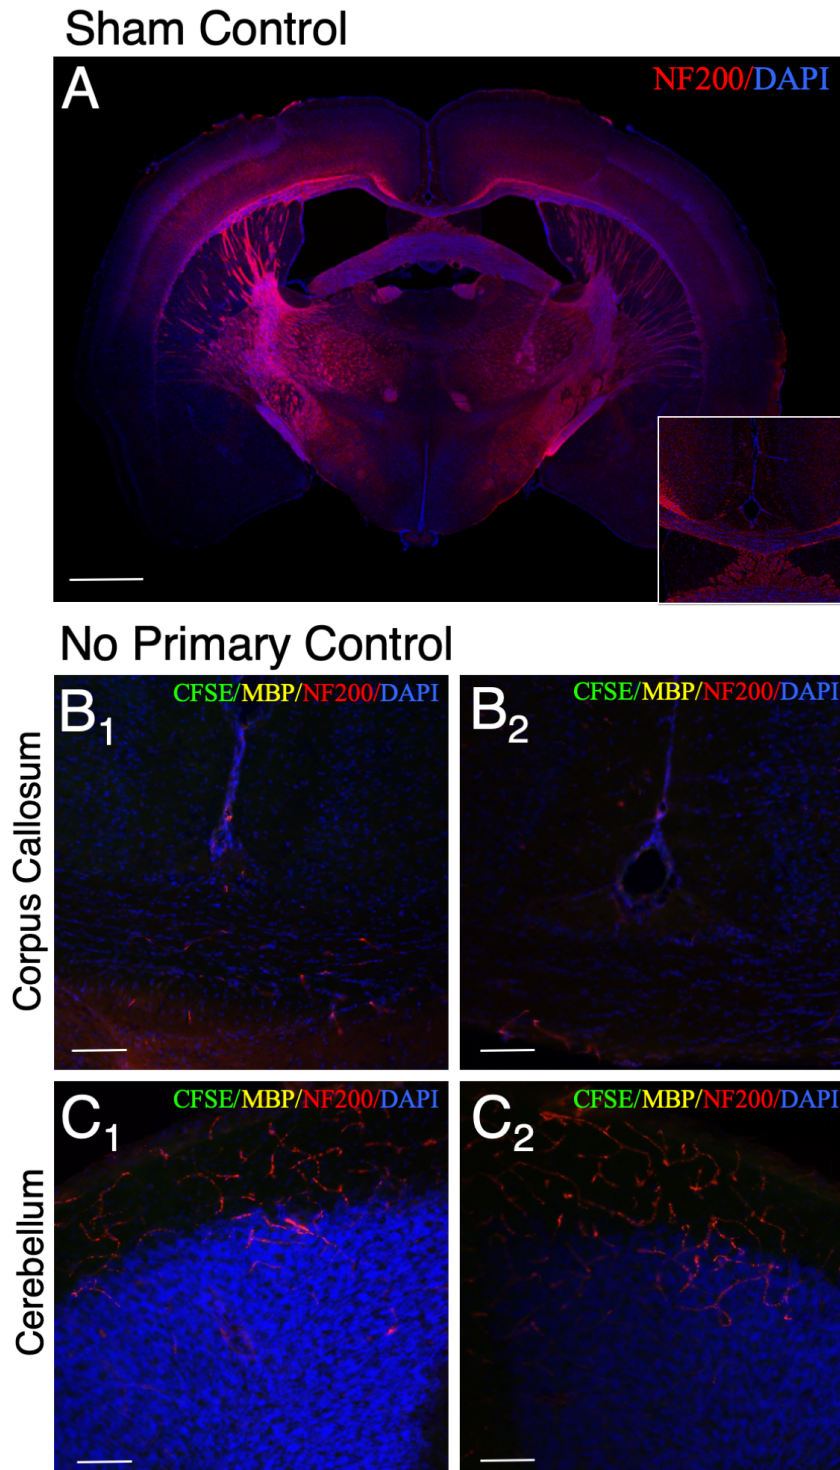 Sham Control
A
NF200/DAPI
No Primary Control
Corpus Callosum
B1
CFSE/MBP/NF200/DAPI
B2
CFSE/MBP/NF200/DAPI
Cerebellum
C1
CFSE/MBP/NF200/DAPI
C2
CFSE/MBP/NF200/DAPI